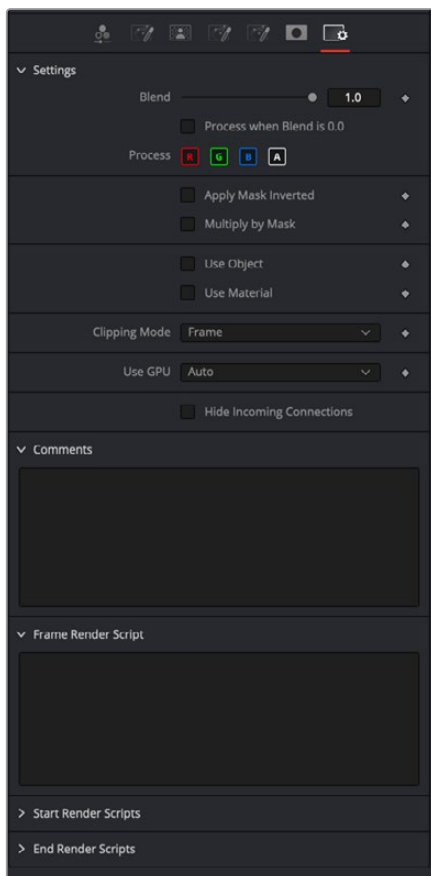 Settings
Blend 1.0
Process when Blend is 0.0
Process R G B A
Apply Mask Inverted
Multiply by Mask
Use Object
Use Material
Clipping Mode Frame
Use GPU Auto
Hide Incoming Connections
Comments
Frame Render Script
Start Render Scripts
End Render Scripts